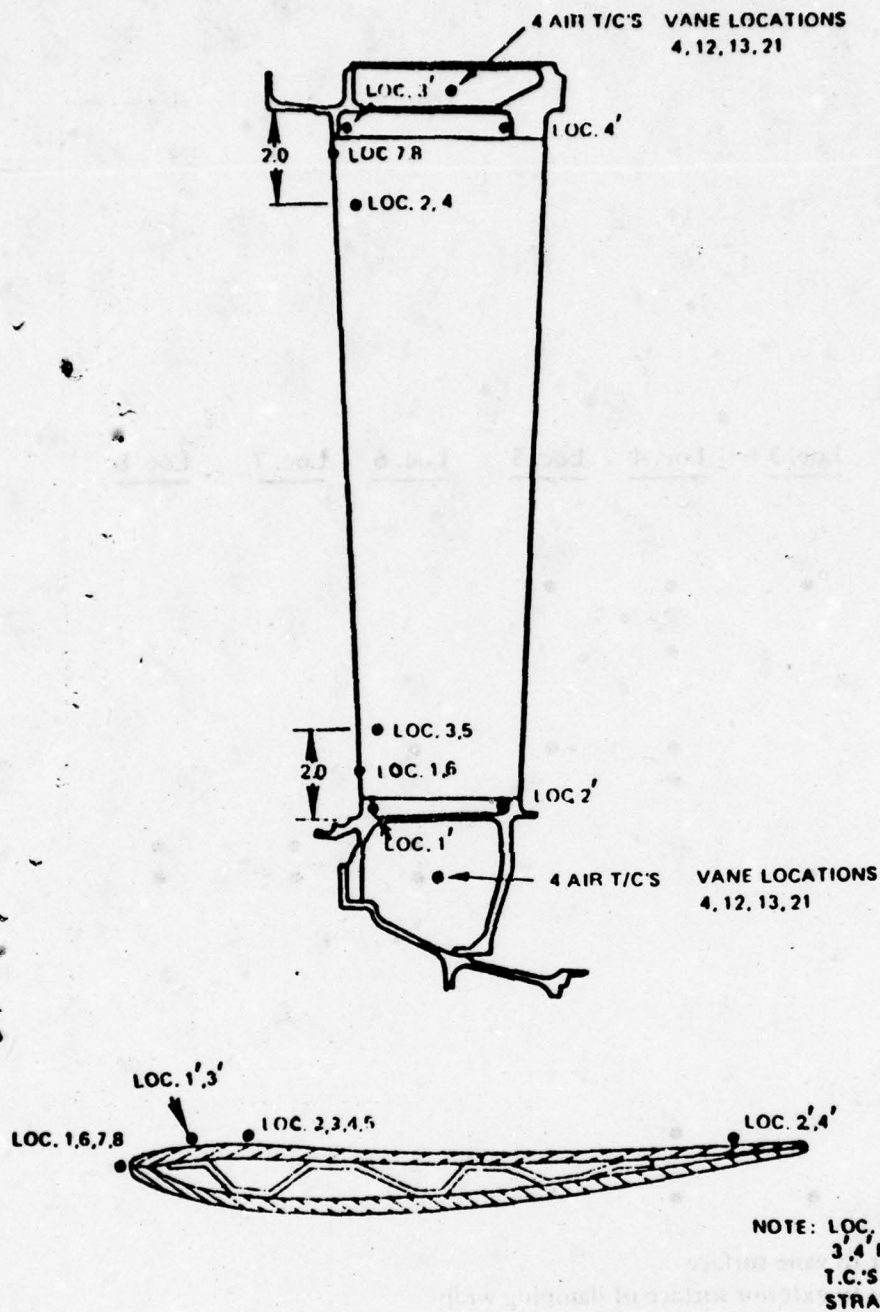 4 AIR T/C'S VANE LOCATIONS
4, 12, 13, 21
LOC. 3'
LOC. 4'
2.0
LOC 7,8
LOC. 2, 4
LOC. 3,5
2.0
LOC. 1,6
LOC 2'
LOC. 1'
4 AIR T/C'S VANE LOCATIONS
4, 12, 13, 21
LOC. 1',3'
LOC. 2,3,4,5
LOC. 2',4'
LOC. 1,6,7,8
NOTE: LOC.
3',4'
T.C.'S
STRA